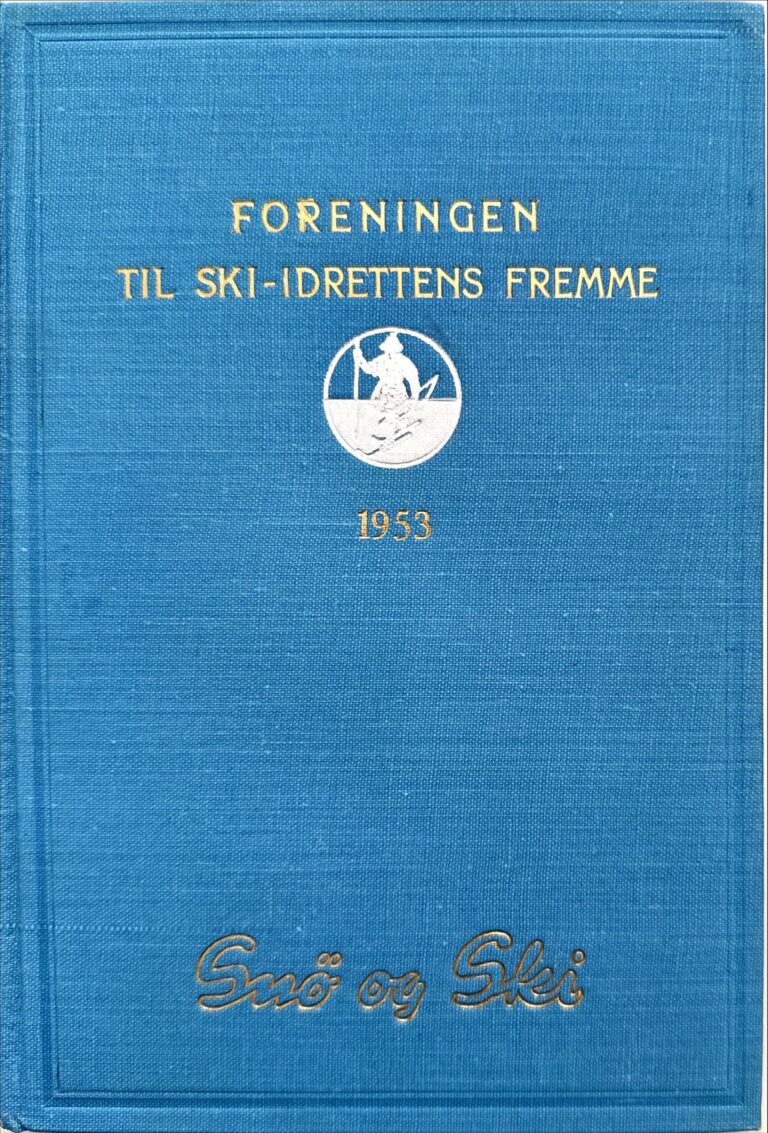 FORENINGEN
TIL SKI-IDRETTENS FREMME
1953
Snö og Ski